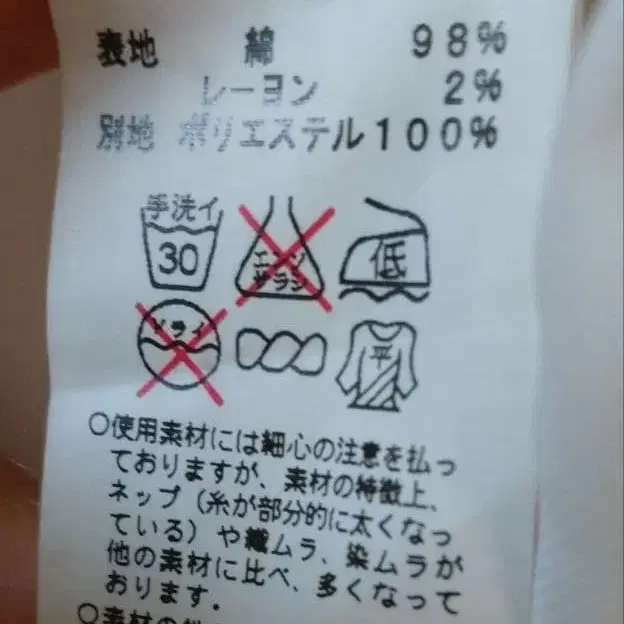 表地 綿 98%
レーヨン 2%
別地 ポリエステル100%
手洗イ
30
エンソ
サラシ
低
ドライ
平
○使用素材には細心の注意を払っ
ておりますが、素材の特徴上、
ネップ(糸が部分的に太くなっ
ている)や織ムラ、染ムラが
他の素材に比べ、多くなって
おります。
○素材の